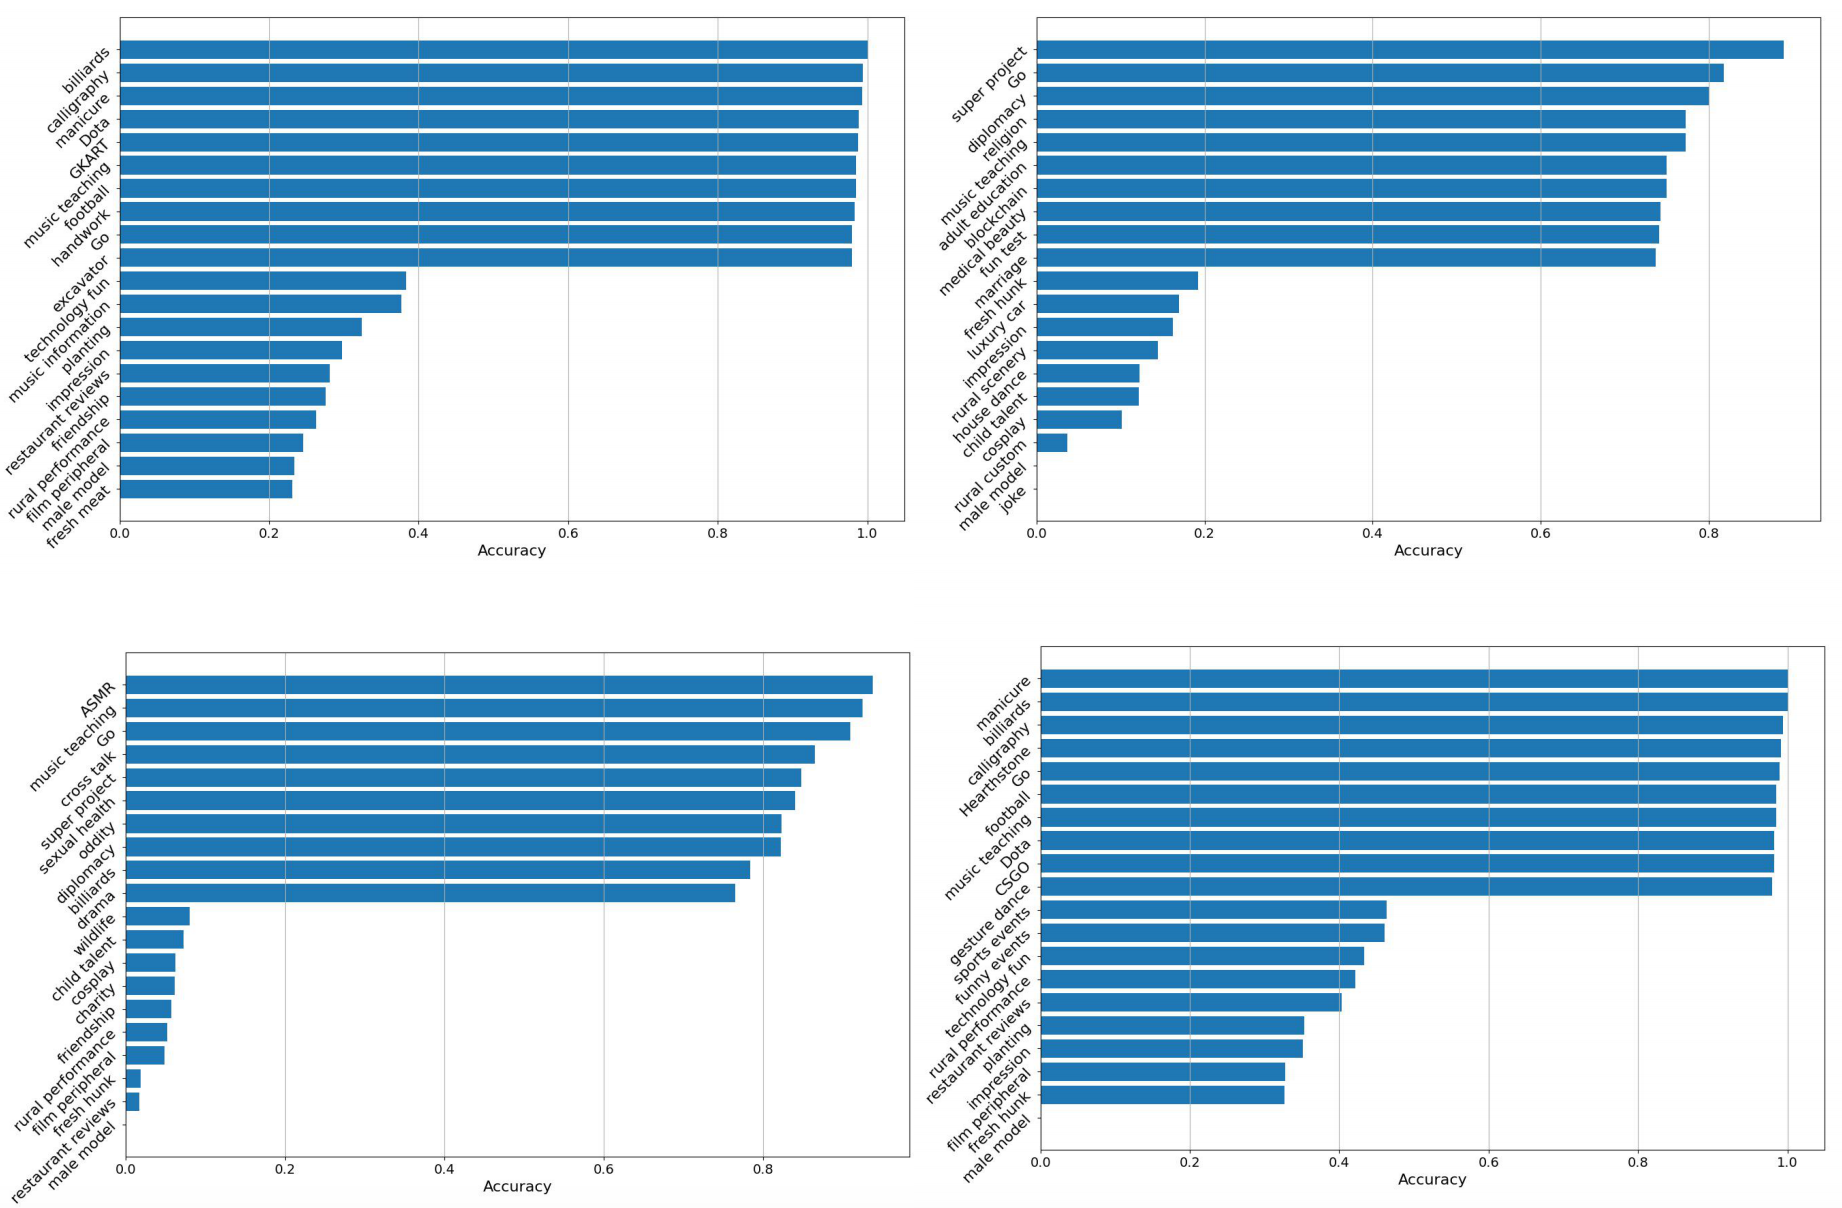 billiards
calligraphy
manicure
Dota
GKART
music teaching
football
handwork
Go
excavator
technology fun
music information
planting
impression
restaurant reviews
friendship
rural performance
film peripheral
male model
fresh meat
0.0 0.2 0.4 0.6 0.8 1.0
Accuracy
super project
Go
diplomacy
religion
music teaching
adult education
blockchain
medical beauty
fun test
marriage
fresh hunk
luxury car
impression
rural scenery
house dance
child talent
cosplay
rural custom
male model
joke
0.0 0.2 0.4 0.6 0.8
Accuracy
ASMR
music teaching
Go
cross talk
super project
sexual health
oddity
diplomacy
billiards
drama
wildlife
child talent
cosplay
charity
friendship
rural performance
film peripheral
fresh hunk
restaurant reviews
male model
0.0 0.2 0.4 0.6 0.8
Accuracy
manicure
billiards
calligraphy
Hearthstone
Go
football
music teaching
Dota
CSGO
gesture dance
sports events
funny events
technology fun
rural performance
restaurant reviews
planting
impression
film peripheral
fresh hunk
male model
0.0 0.2 0.4 0.6 0.8 1.0
Accuracy